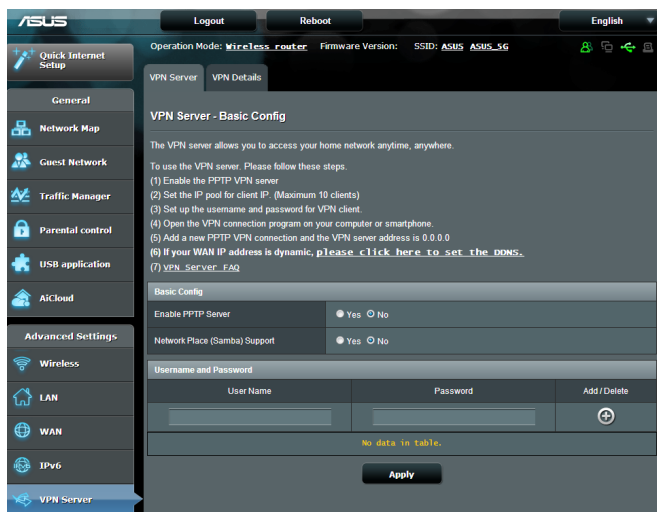 ASUS
Logout
Reboot
English
Quick Internet
Setup
Operation Mode: Wireless router Firmware Version: SSID: ASUS ASUS_5G
VPN Server
VPN Details
General
Network Map
Guest Network
Traffic Manager
Parental control
USB application
AiCloud
Advanced Settings
Wireless
LAN
WAN
IPv6
VPN Server
VPN Server - Basic Config
The VPN server allows you to access your home network anytime, anywhere.
To use the VPN server. Please follow these steps.
(1) Enable the PPTP VPN server
(2) Set the IP pool for client IP. (Maximum 10 clients)
(3) Set up the username and password for VPN client.
(4) Open the VPN connection program on your computer or smartphone.
(5) Add a new PPTP VPN connection and the VPN server address is 0.0.0.0
(6) If your WAN IP address is dynamic, please click here to set the DDNS.
(7) VPN Server FAQ
Basic Config
Enable PPTP Server Yes No
Network Place (Samba) Support Yes No
Username and Password
User Name Password Add / Delete
No data in table.
Apply